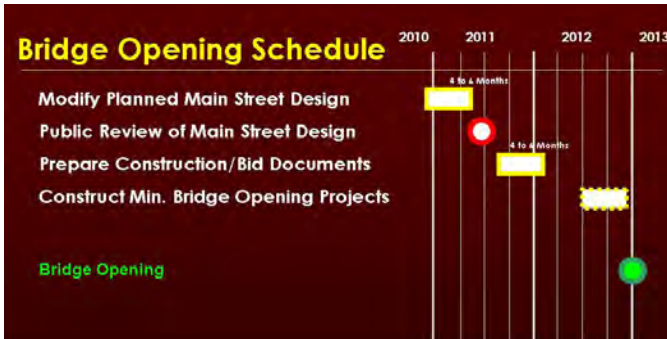 2010 2011 2012 2013
Bridge Opening Schedule
4 to 6 Months
Modify Planned Main Street Design
Public Review of Main Street Design
4 to 6 Months
Prepare Construction/Bid Documents
Construct Min. Bridge Opening Projects
Bridge Opening